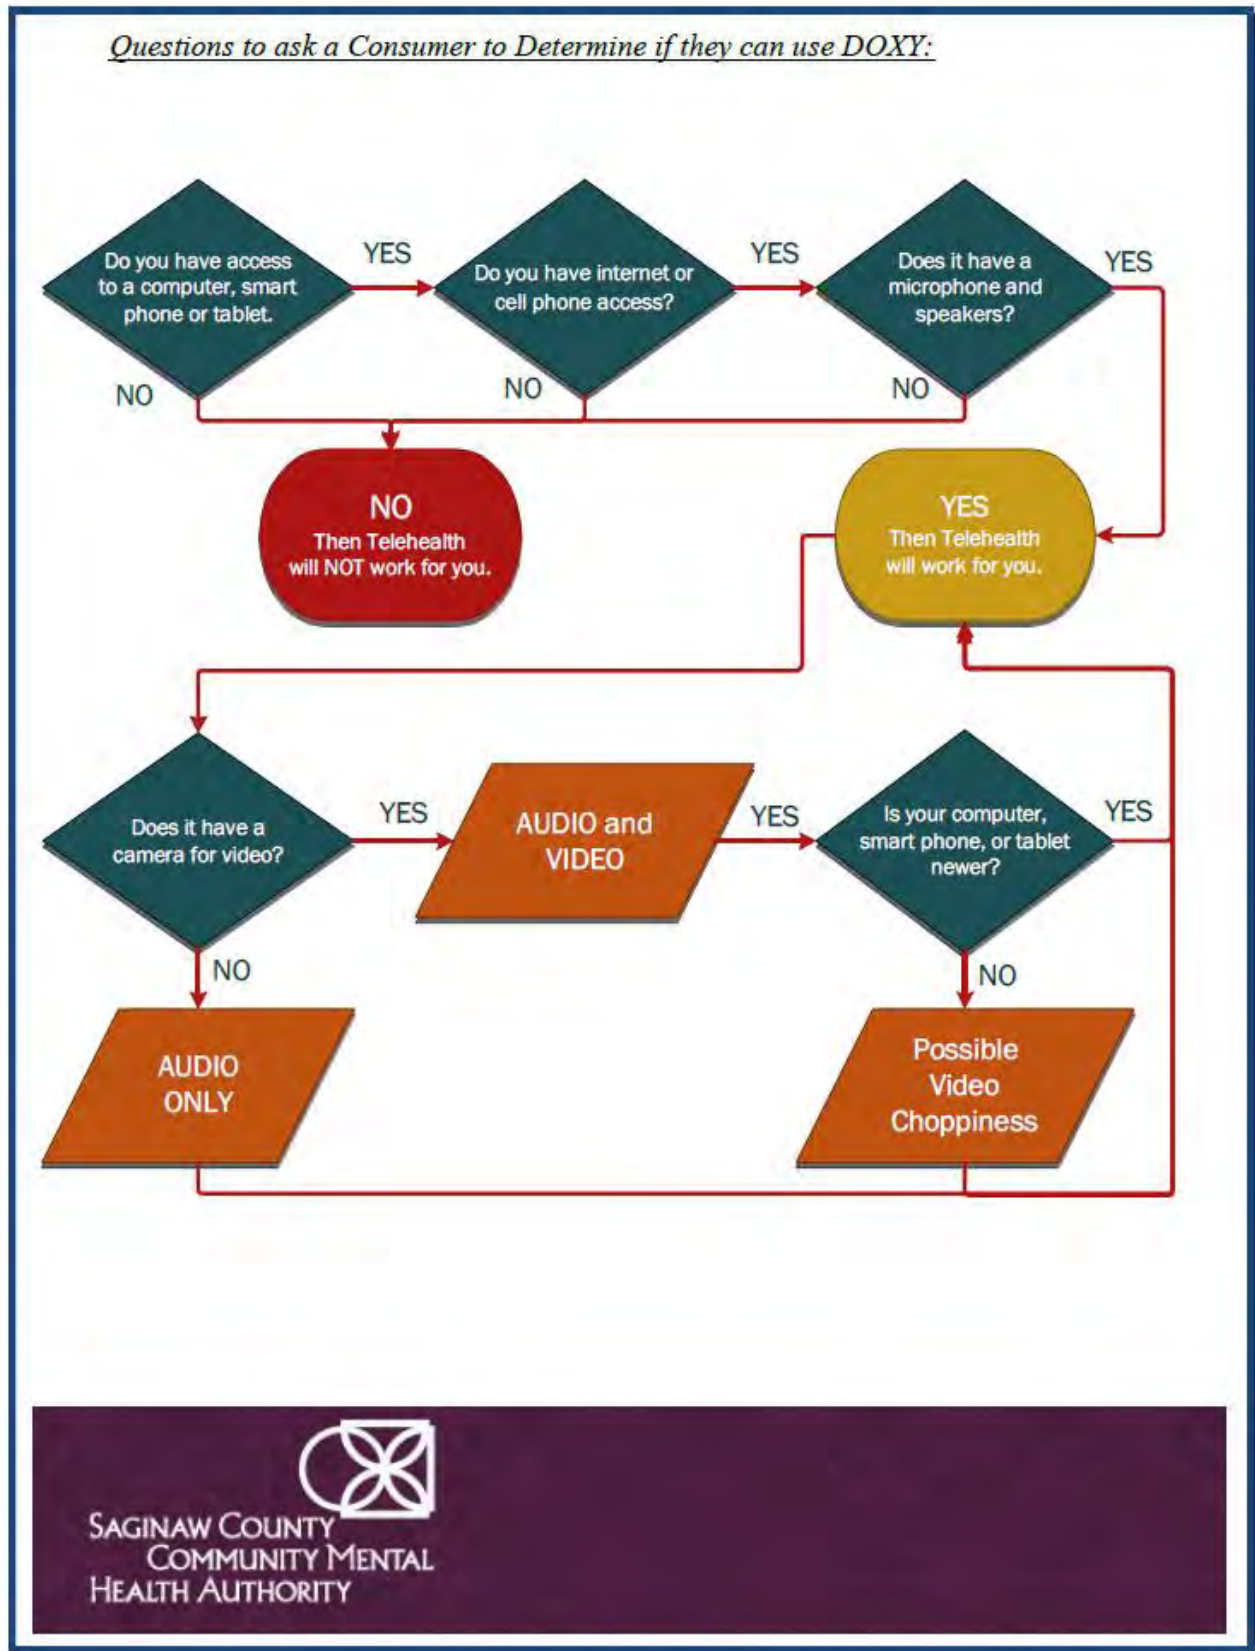 Questions to ask a Consumer to Determine if they can use DOXY:
Do you have access
to a computer, smart
phone or tablet.
YES
NO
Do you have internet or
cell phone access?
YES
NO
Does it have a
microphone and
speakers?
YES
NO
NO
Then Telehealth
will NOT work for you.
YES
Then Telehealth
will work for you.
Does it have a
camera for video?
YES
NO
AUDIO and
VIDEO
YES
Is your computer,
smart phone, or tablet
newer?
YES
NO
AUDIO
ONLY
Possible
Video
Choppiness
SAGINAW COUNTY
COMMUNITY MENTAL
HEALTH AUTHORITY